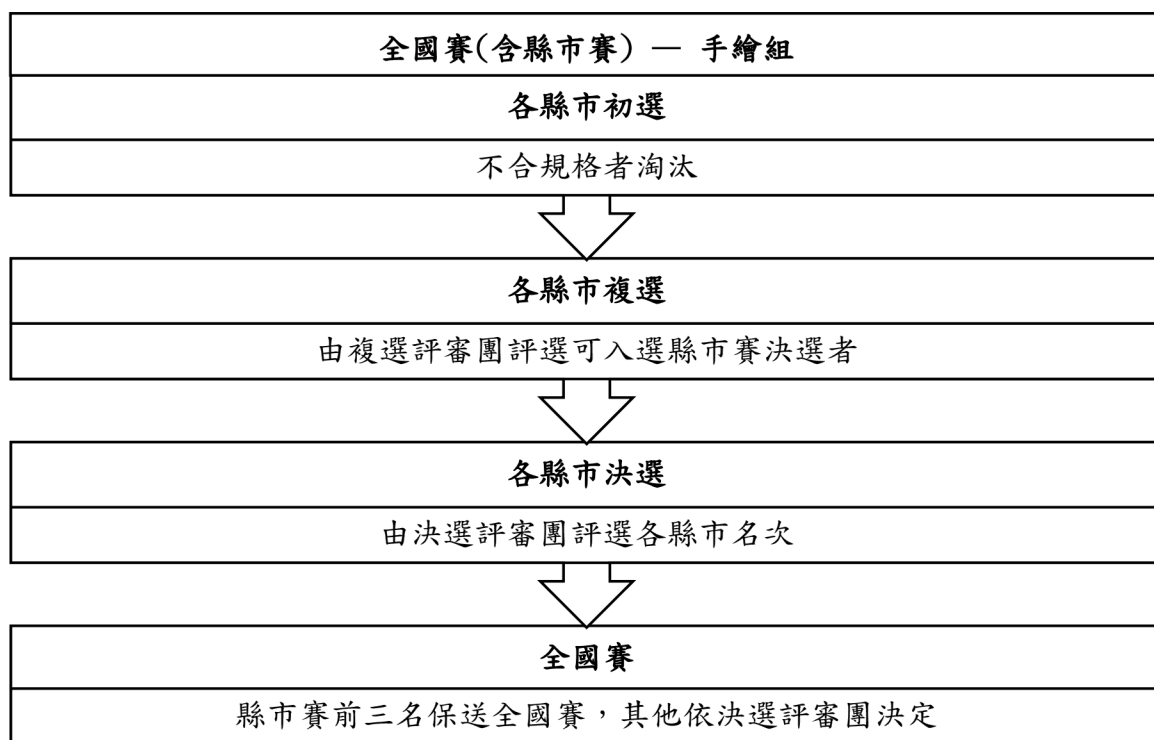 全國賽(含縣市賽) — 手繪組
各縣市初選
不合規格者淘汰
各縣市複選
由複選評審團評選可入選縣市賽決選者
各縣市決選
由決選評審團評選各縣市名次
全國賽
縣市賽前三名保送全國賽，其他依決選評審團決定